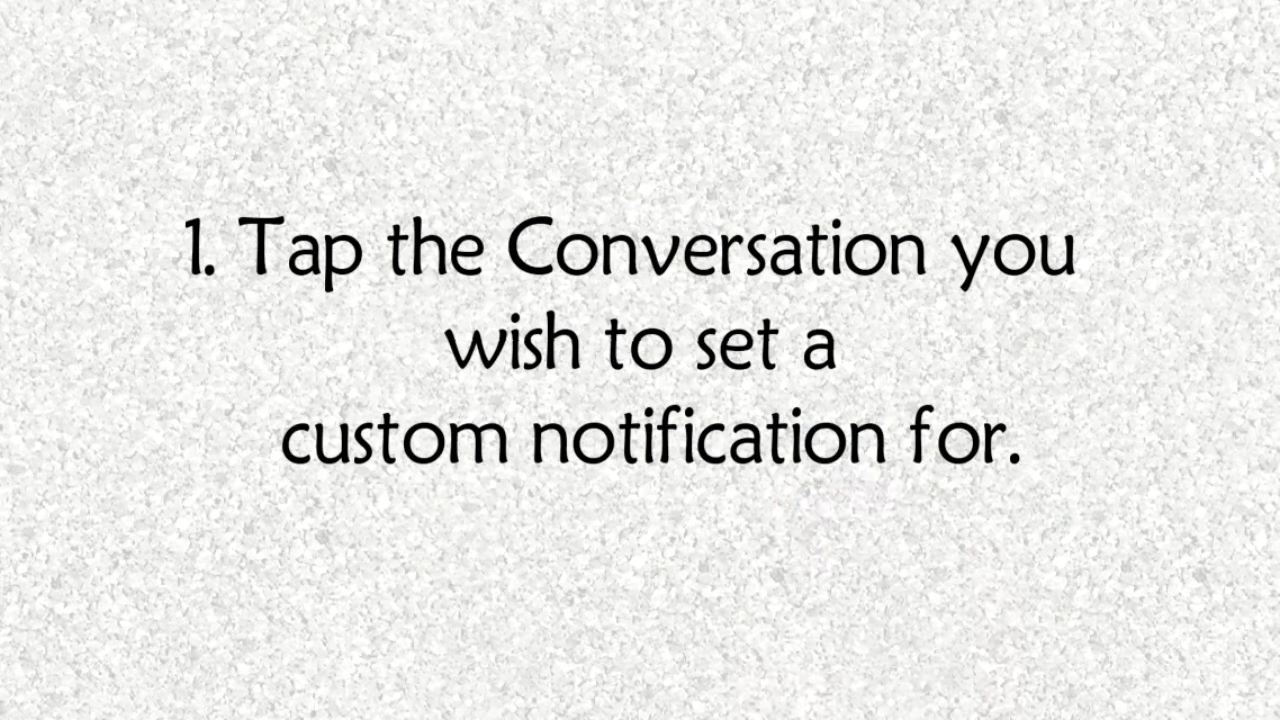 1. Tap the Conversation you
wish to set a
custom notification for.